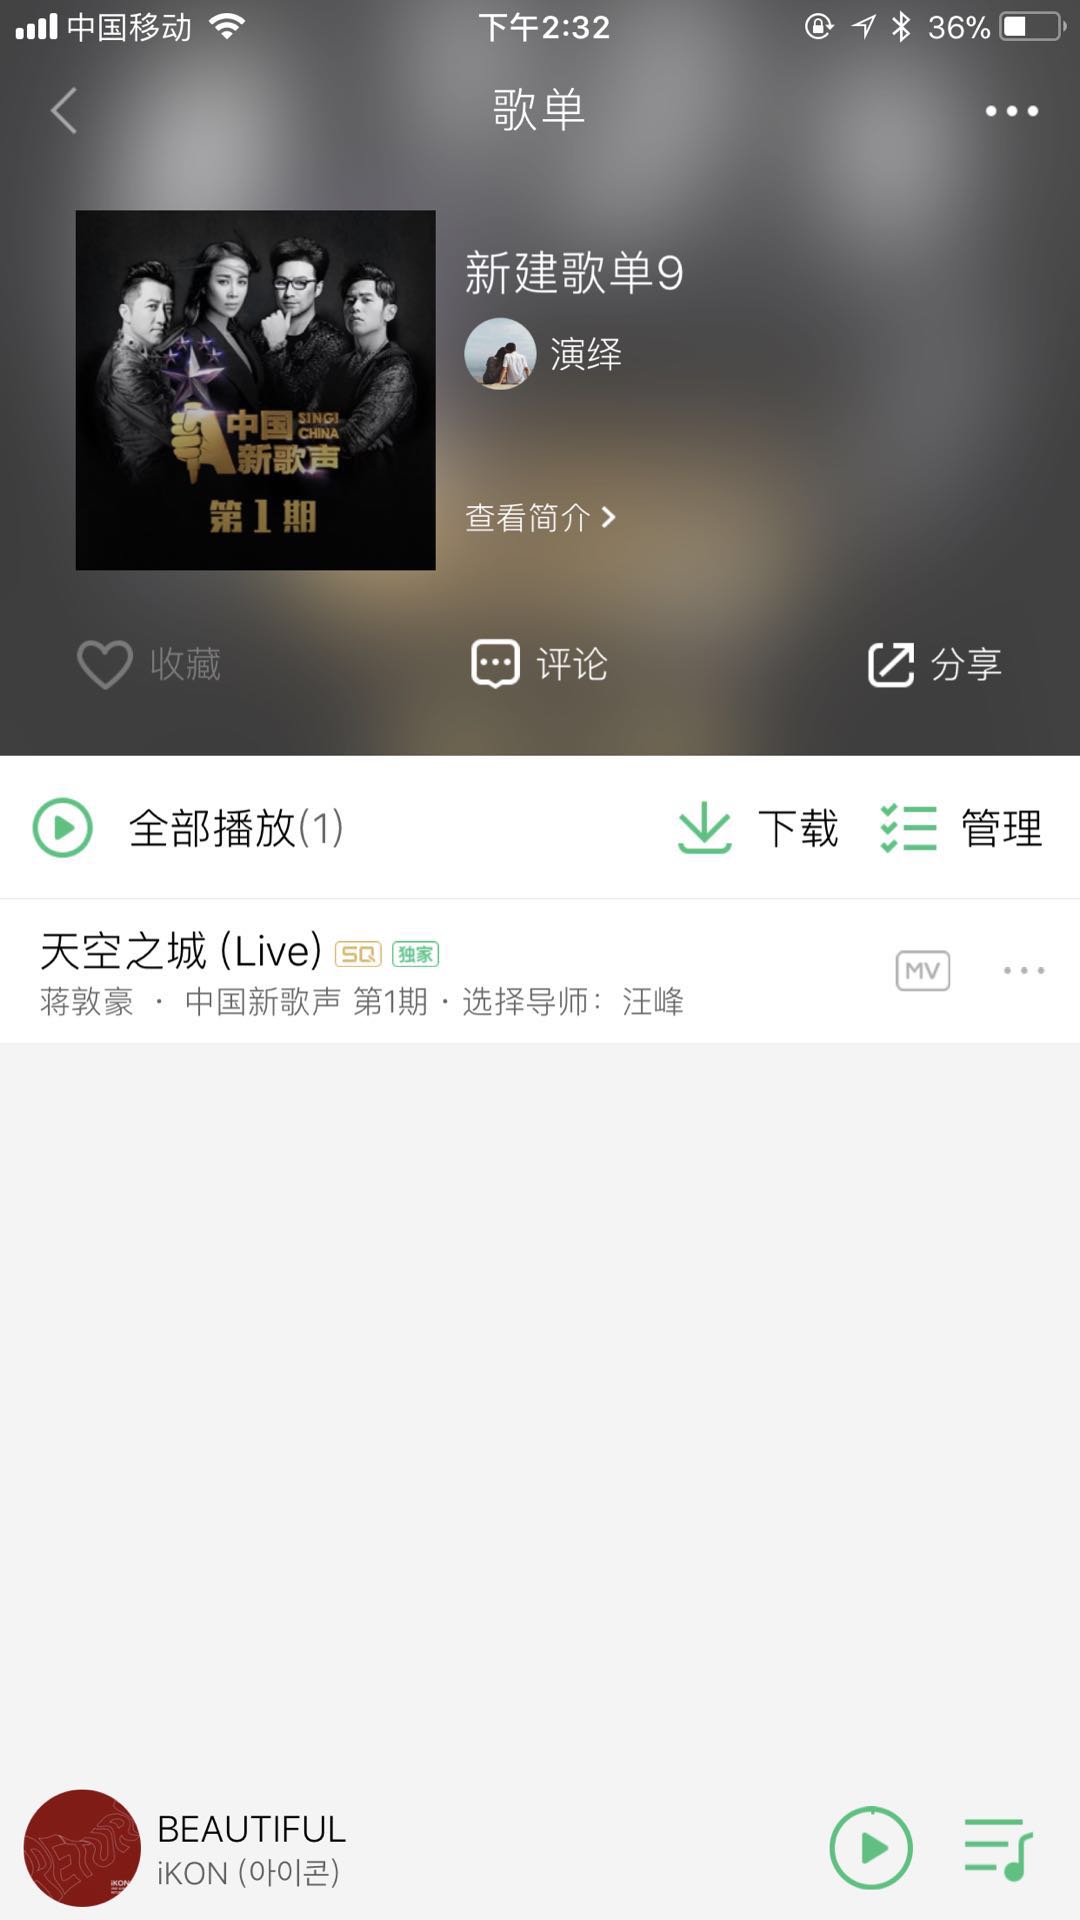 中国移动
下午2:32
36%
歌单
中国 SING! CHINA
新歌声
第1期
新建歌单9
演绎
查看简介
收藏
评论
分享
全部播放(1)
下载
管理
天空之城 (Live) SQ 独家
蒋敦豪 · 中国新歌声 第1期 · 选择导师：汪峰
MV
BEAUTIFUL
iKON (아이콘)
RETURN
iKON